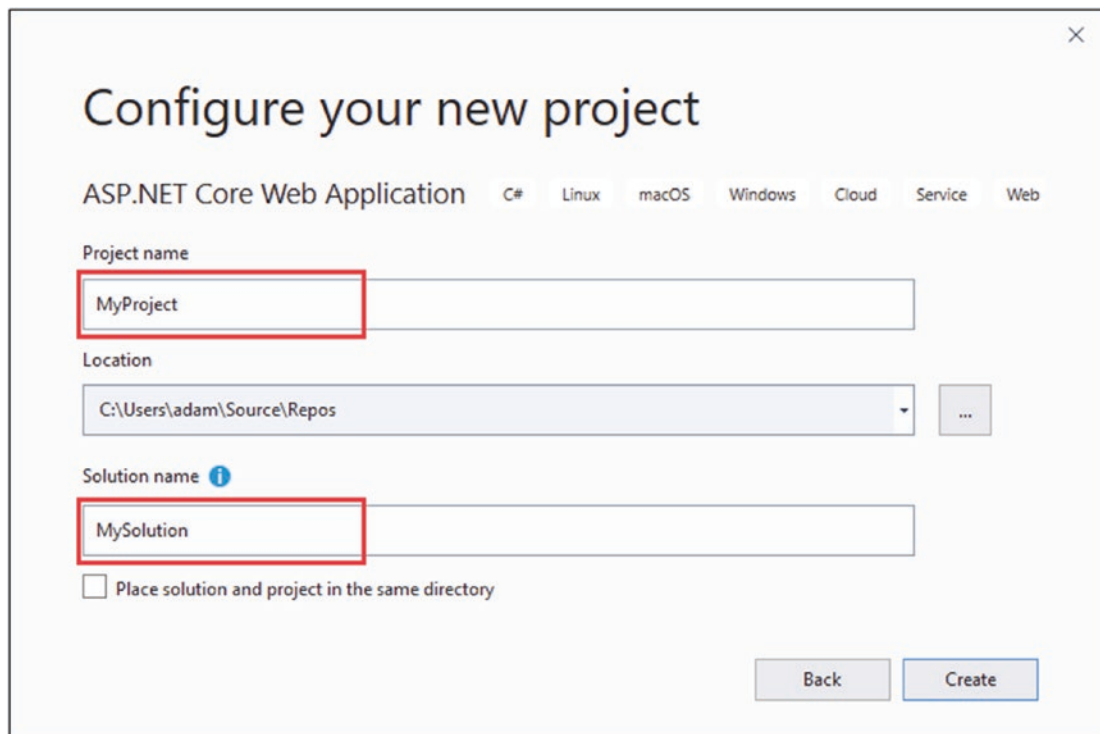 Configure your new project
ASP.NET Core Web Application C# Linux macOS Windows Cloud Service Web
Project name
MyProject
Location
C:\Users\adam\Source\Repos
...
Solution name
MySolution
Place solution and project in the same directory
Back Create